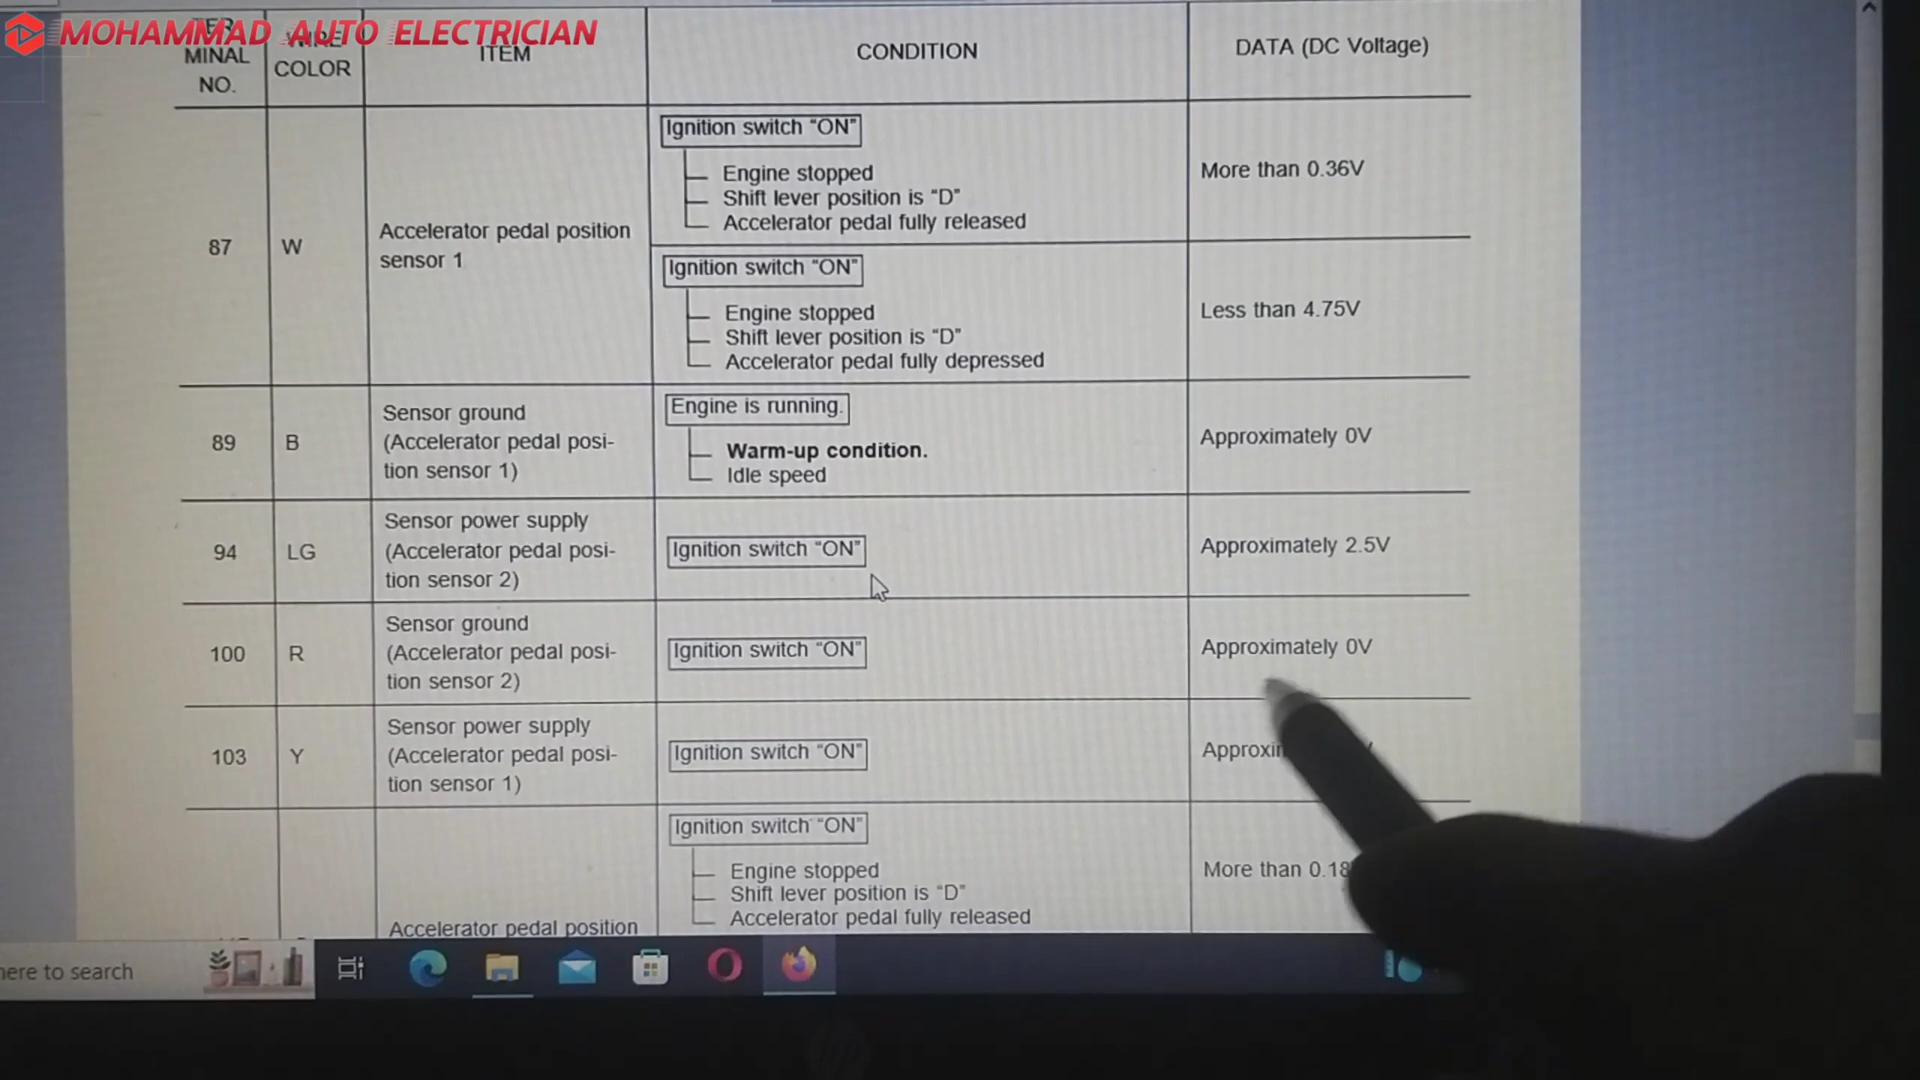 MOHAMMAD AUTO ELECTRICIAN
TER
MINAL
NO.
WIRE
COLOR
ITEM
CONDITION
DATA (DC Voltage)
87
W
Accelerator pedal position
sensor 1
Ignition switch “ON”
Engine stopped
Shift lever position is “D”
Accelerator pedal fully released
More than 0.36V
Ignition switch “ON”
Engine stopped
Shift lever position is “D”
Accelerator pedal fully depressed
Less than 4.75V
89
B
Sensor ground
(Accelerator pedal posi-
tion sensor 1)
Engine is running.
Warm-up condition.
Idle speed
Approximately 0V
94
LG
Sensor power supply
(Accelerator pedal posi-
tion sensor 2)
Ignition switch “ON”
Approximately 2.5V
100
R
Sensor ground
(Accelerator pedal posi-
tion sensor 2)
Ignition switch “ON”
Approximately 0V
103
Y
Sensor power supply
(Accelerator pedal posi-
tion sensor 1)
Ignition switch “ON”
Accelerator pedal position
Ignition switch “ON”
Engine stopped
Shift lever position is “D”
Accelerator pedal fully released
More than 0.18
here to search